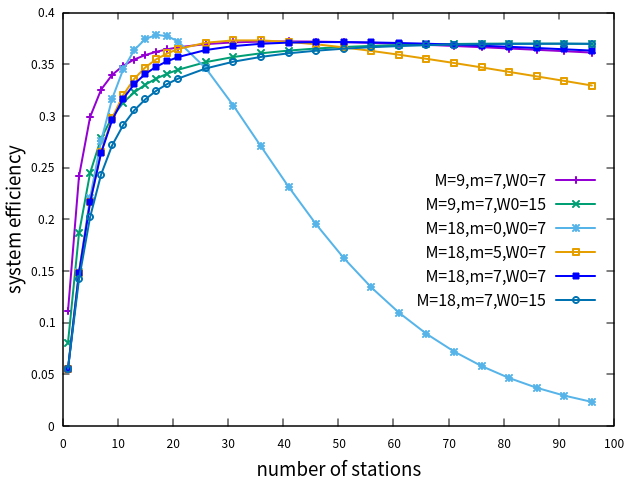 0.4
0.35
0.3
0.25
0.2
0.15
0.1
0.05
0
system efficiency
M=9,m=7,W0=7
M=9,m=7,W0=15
M=18,m=0,W0=7
M=18,m=5,W0=7
M=18,m=7,W0=7
M=18,m=7,W0=15
0 10 20 30 40 50 60 70 80 90 100
number of stations